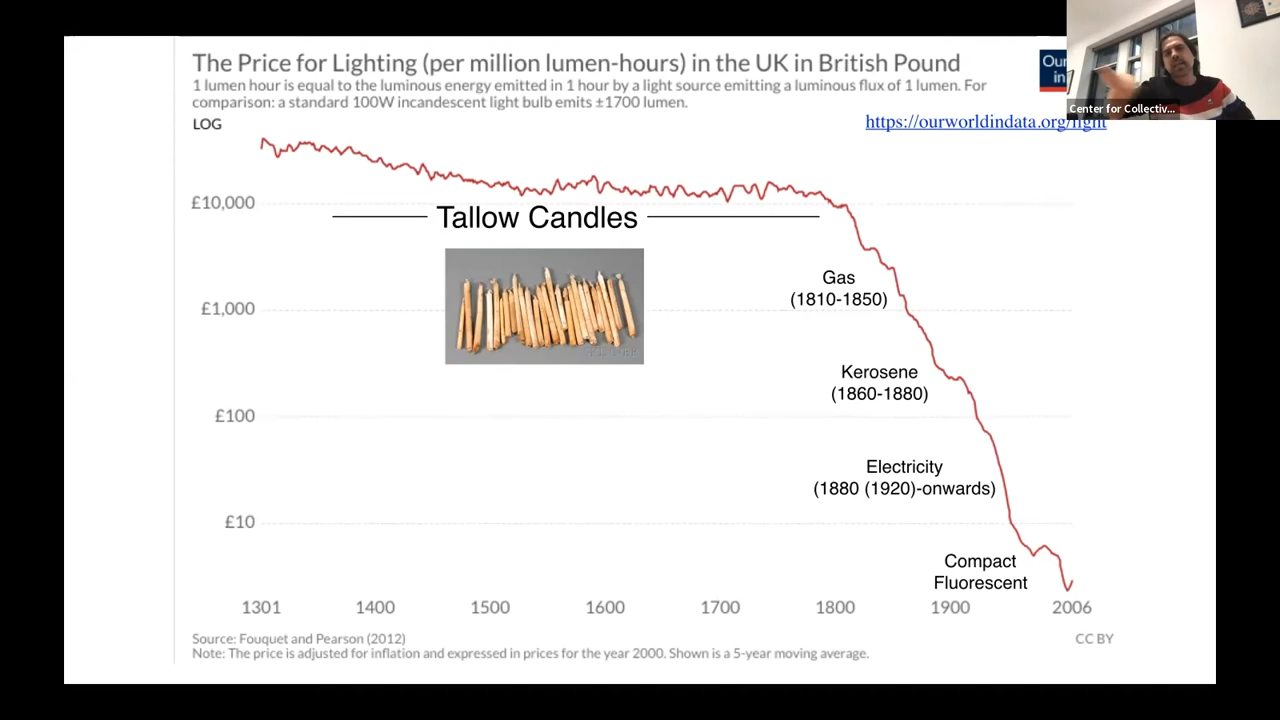 The Price for Lighting (per million lumen-hours) in the UK in British Pound
1 lumen hour is equal to the luminous energy emitted in 1 hour by a light source emitting a luminous flux of 1 lumen. For
comparison: a standard 100W incandescent light bulb emits ±1700 lumen.
Our
in
Center for Collectiv...
LOG
https://ourworldindata.org/light
£10,000
Tallow Candles
Gas
(1810-1850)
£1,000
Kerosene
(1860-1880)
£100
Electricity
(1880 (1920)-onwards)
£10
Compact
Fluorescent
1301 1400 1500 1600 1700 1800 1900 2006
Source: Fouquet and Pearson (2012)
CC BY
Note: The price is adjusted for inflation and expressed in prices for the year 2000. Shown is a 5-year moving average.